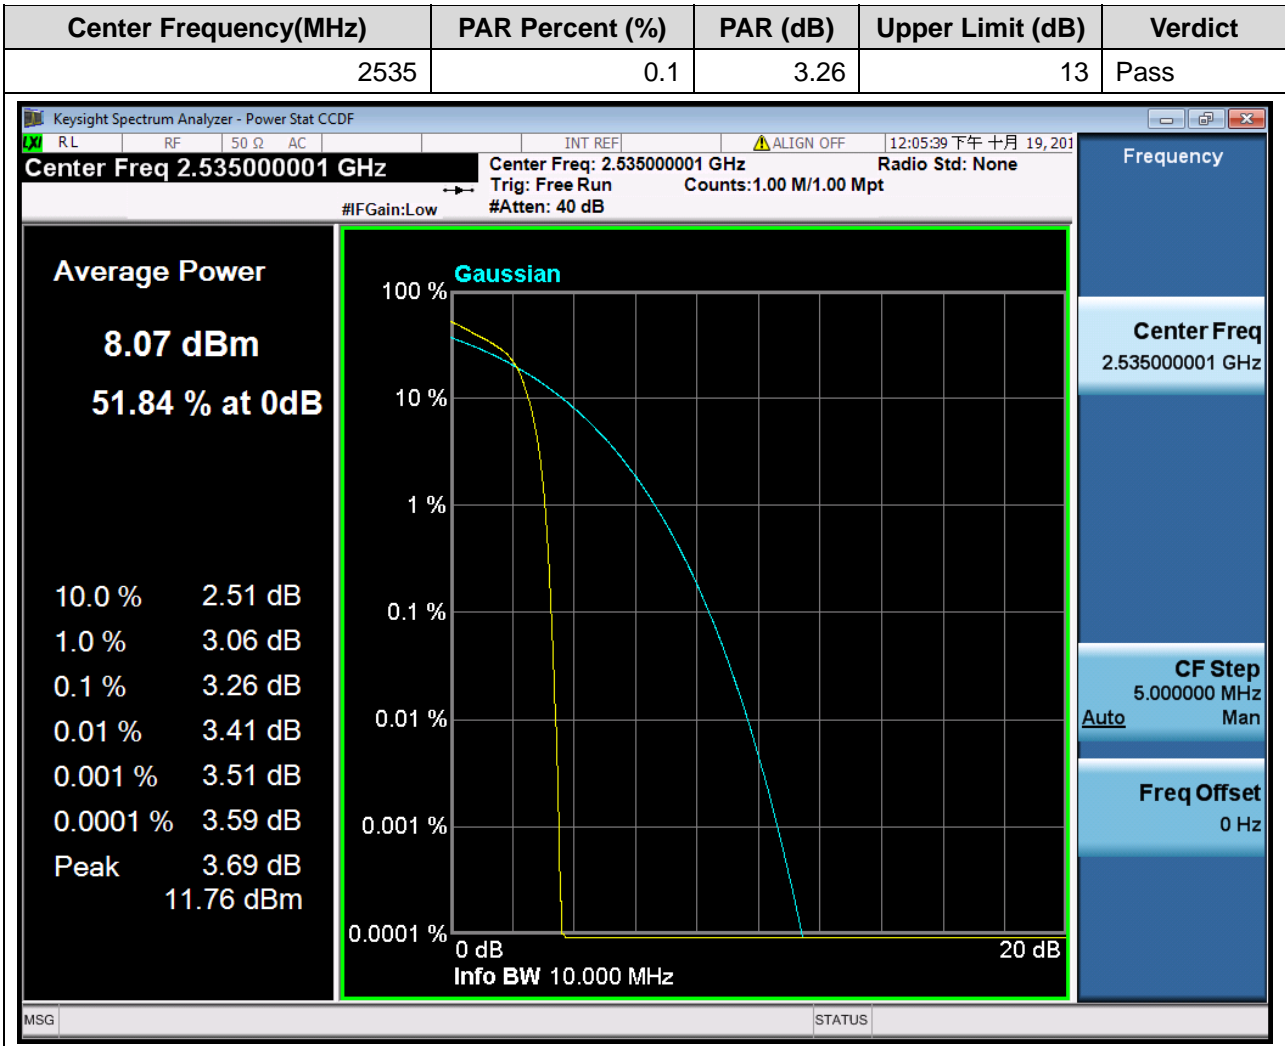 Center Frequency(MHz) PAR Percent (%) PAR (dB) Upper Limit (dB) Verdict
2535 0.1 3.26 13 Pass
Keysight Spectrum Analyzer - Power Stat CCDF
LXI RL RF 50 Ω AC INT REF ALIGN OFF 12:05:39 下午 十月 19, 201
Center Freq 2.535000001 GHz
Center Freq: 2.535000001 GHz Radio Std: None
Trig: Free Run Counts:1.00 M/1.00 Mpt
#IFGain:Low #Atten: 40 dB
Average Power
8.07 dBm
51.84 % at 0dB
10.0 % 2.51 dB
1.0 % 3.06 dB
0.1 % 3.26 dB
0.01 % 3.41 dB
0.001 % 3.51 dB
0.0001 % 3.59 dB
Peak 3.69 dB
11.76 dBm
Gaussian
100 %
10 %
1 %
0.1 %
0.01 %
0.001 %
0.0001 %
0 dB 20 dB
Info BW 10.000 MHz
Frequency
Center Freq
2.535000001 GHz
CF Step
5.000000 MHz
Auto Man
Freq Offset
0 Hz
MSG STATUS